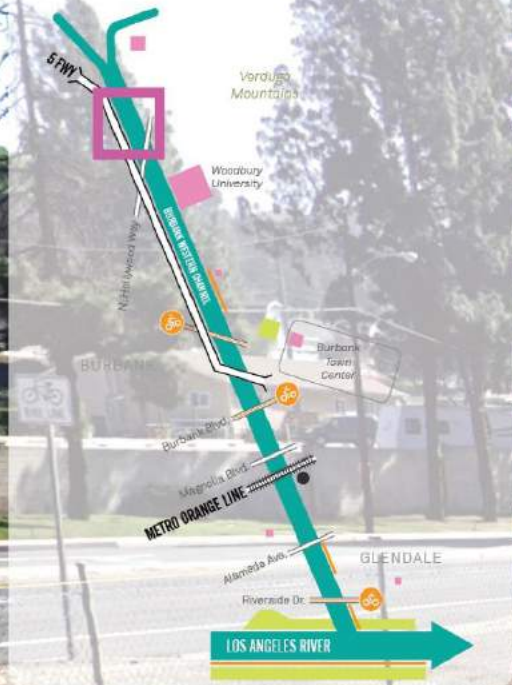 5 FWY
Verdugo
Mountains
Woodbury
University
N. Hollywood Way
BURBANK WESTERN CHANNEL
BURBANK
Burbank
Town
Center
Burbank Blvd.
Magnolia Blvd.
METRO ORANGE LINE
Alameda Ave.
GLENDALE
Riverside Dr.
LOS ANGELES RIVER